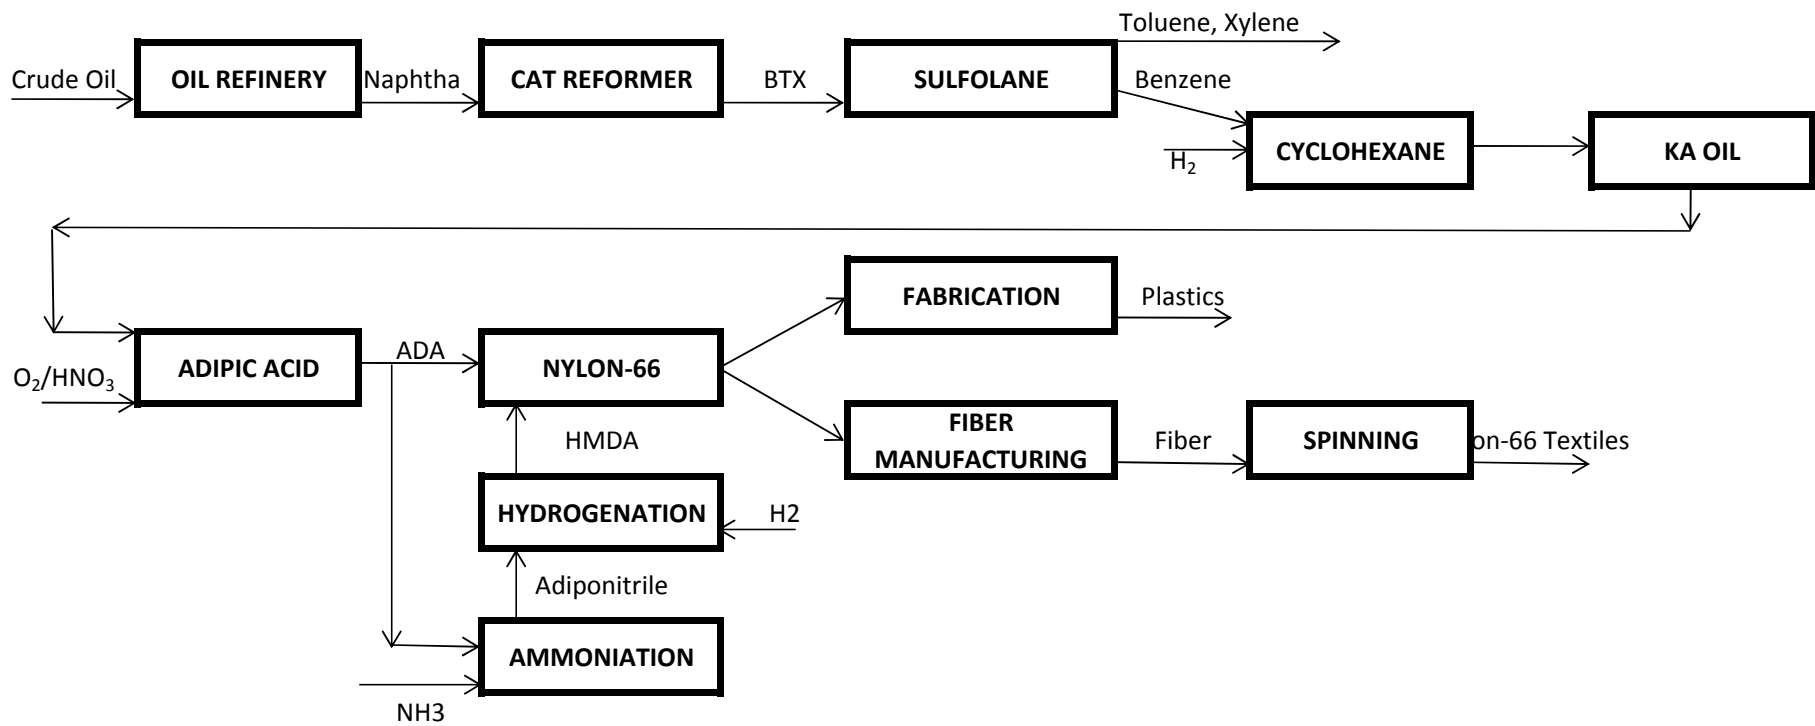 Toluene, Xylene
Crude Oil
OIL REFINERY
Naphtha
CAT REFORMER
BTX
SULFOLANE
Benzene
H₂
CYCLOHEXANE
KA OIL
FABRICATION
Plastics
O₂/HNO₃
ADIPIC ACID
ADA
NYLON-66
HMDA
FIBER
MANUFACTURING
Fiber
SPINNING
on-66 Textiles
HYDROGENATION
H2
Adiponitrile
AMMONIATION
NH3